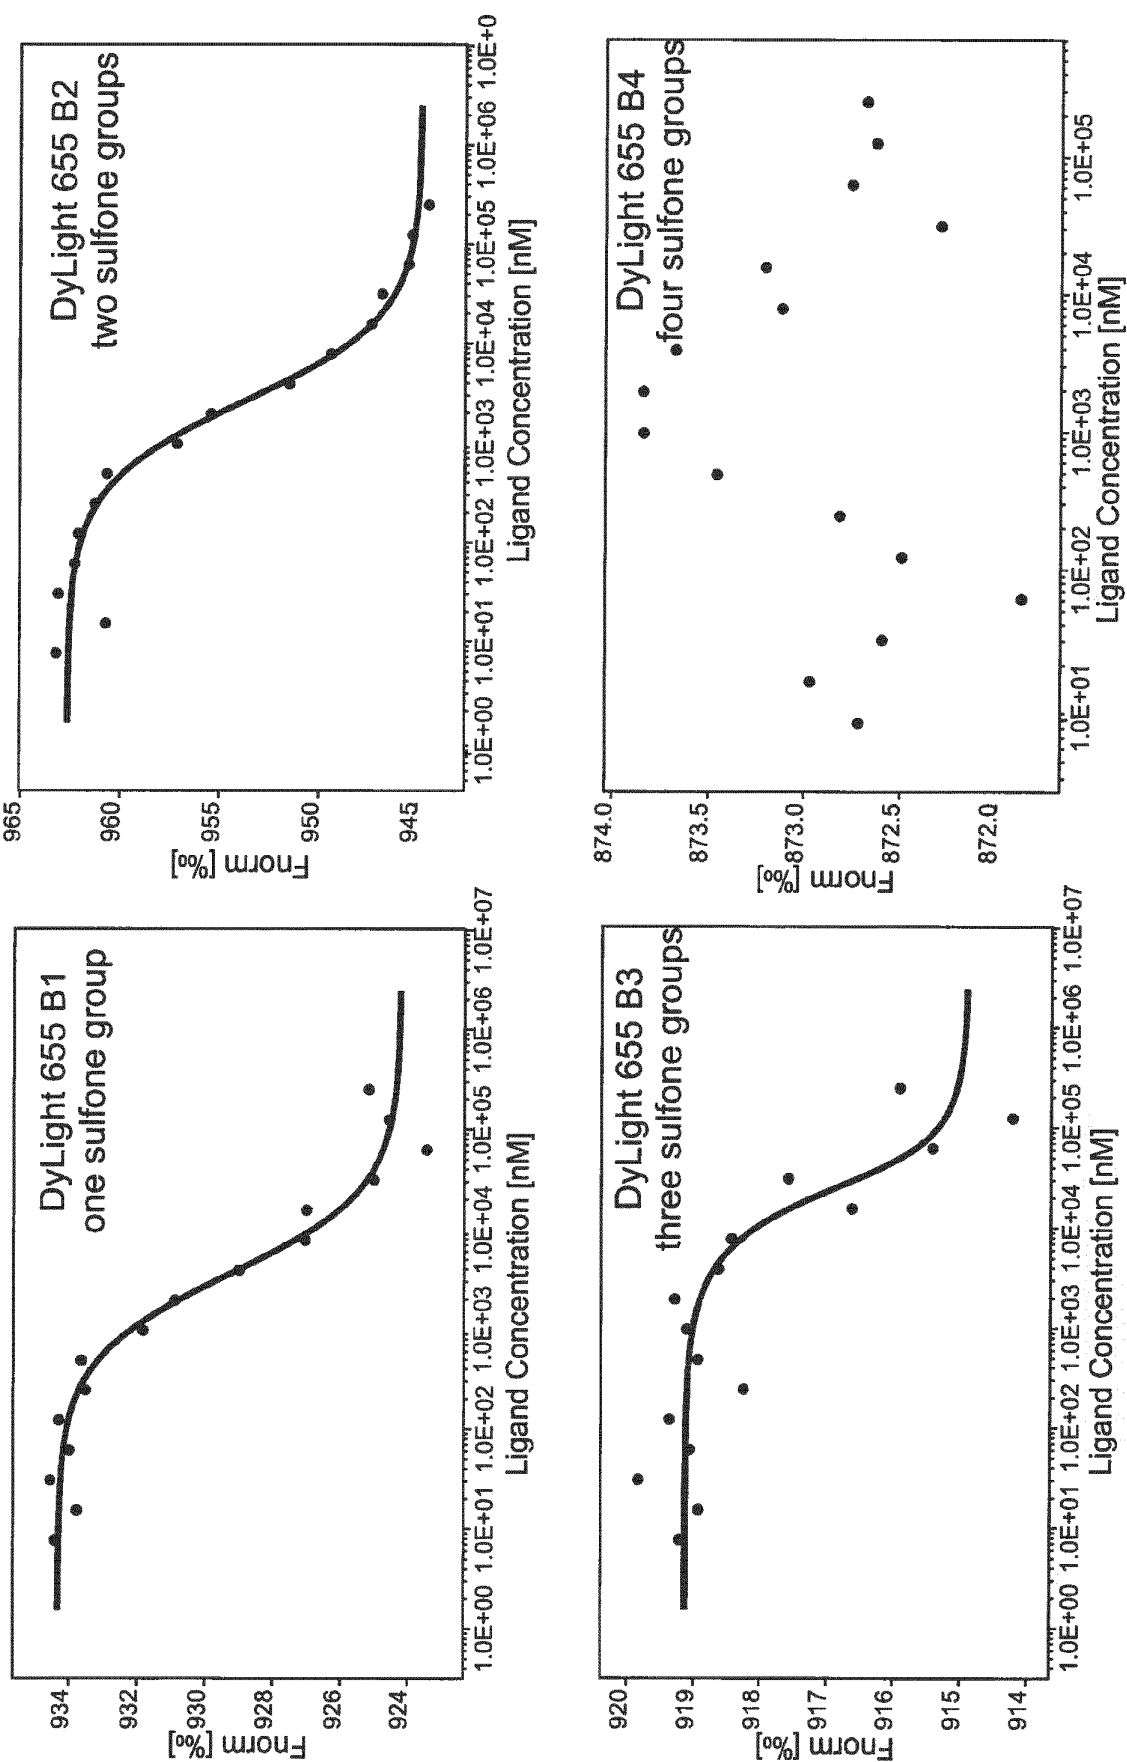 DyLight 655 B1
one sulfone group
Fnorm [‰]
934
932
930
928
926
924
1.0E+00 1.0E+01 1.0E+02 1.0E+03 1.0E+04 1.0E+05 1.0E+06 1.0E+07
Ligand Concentration [nM]
DyLight 655 B2
two sulfone groups
Fnorm [‰]
965
960
955
950
945
1.0E+00 1.0E+01 1.0E+02 1.0E+03 1.0E+04 1.0E+05 1.0E+06 1.0E+0
Ligand Concentration [nM]
DyLight 655 B3
three sulfone groups
Fnorm [‰]
920
919
918
917
916
915
914
1.0E+00 1.0E+01 1.0E+02 1.0E+03 1.0E+04 1.0E+05 1.0E+06 1.0E+07
Ligand Concentration [nM]
DyLight 655 B4
four sulfone groups
Fnorm [‰]
874.0
873.5
873.0
872.5
872.0
1.0E+01 1.0E+02 1.0E+03 1.0E+04 1.0E+05
Ligand Concentration [nM]